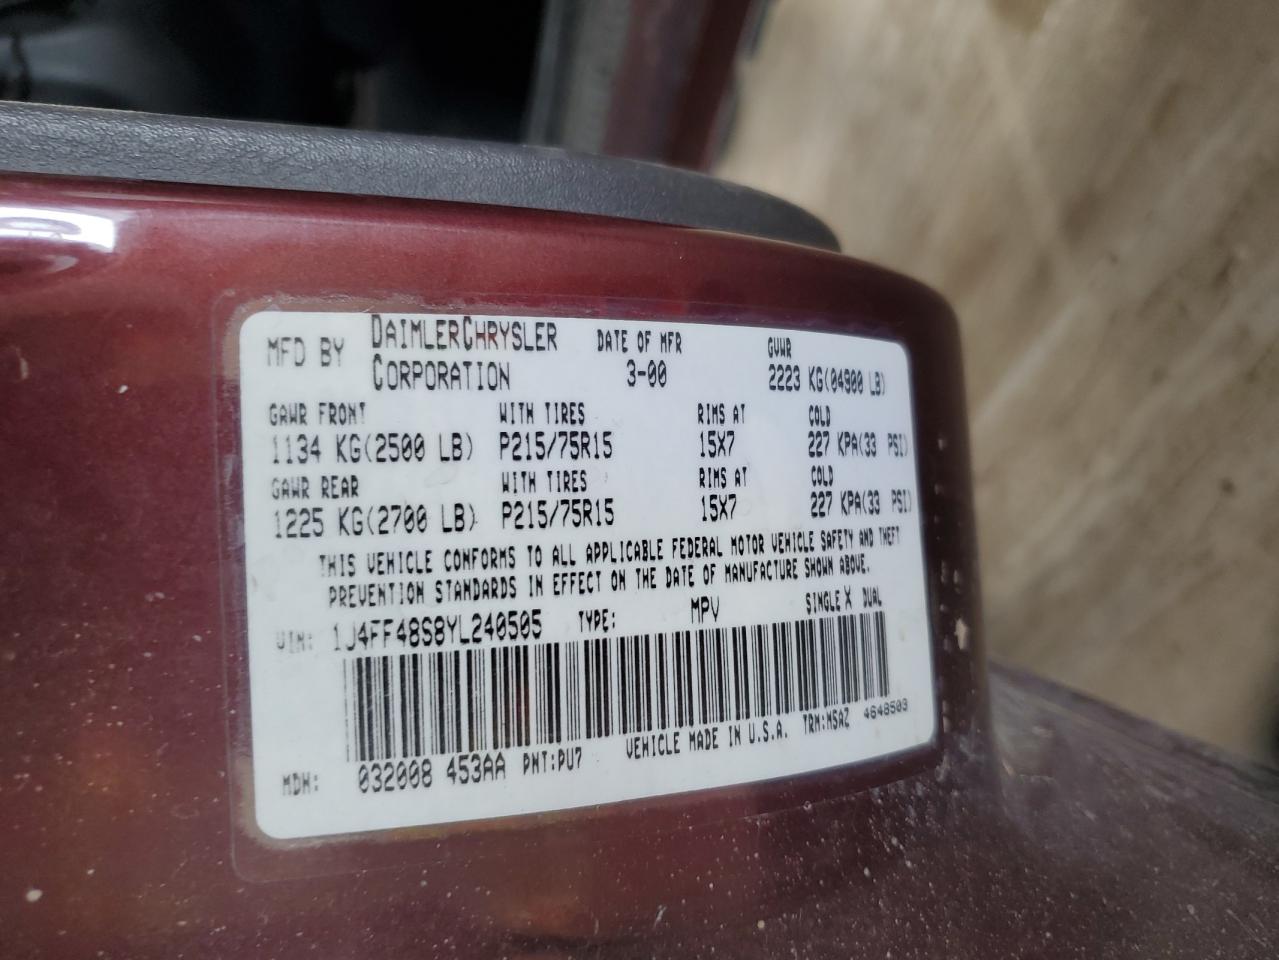 MFD BY DAIMLERCHRYSLER CORPORATION DATE OF MFR 3-00 GVWR 2223 KG(04900 LB)
GAWR FRONT WITH TIRES RIMS AT COLD
1134 KG(2500 LB) P215/75R15 15X7 227 KPA(33 PSI)
GAWR REAR WITH TIRES RIMS AT COLD
1225 KG(2700 LB) P215/75R15 15X7 227 KPA(33 PSI)
THIS VEHICLE CONFORMS TO ALL APPLICABLE FEDERAL MOTOR VEHICLE SAFETY AND THEFT
PREVENTION STANDARDS IN EFFECT ON THE DATE OF MANUFACTURE SHOWN ABOVE.
VIN: 1J4FF48S8YL240505 TYPE: MPV SINGLE X DUAL
MDH: 032008 453AA PNT:PU7 VEHICLE MADE IN U.S.A. TRM:MSAZ 4648503